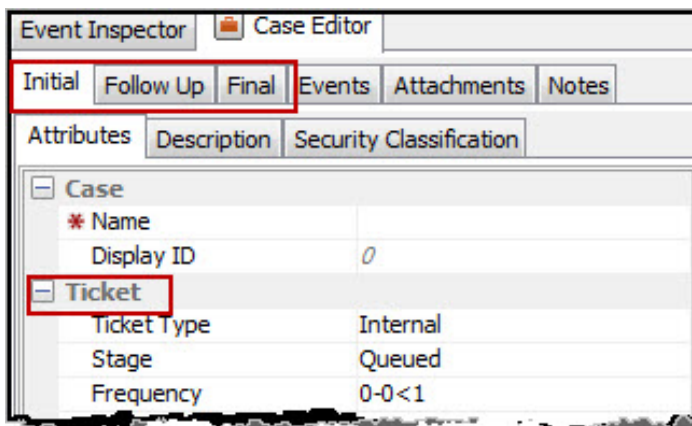 Event Inspector Case Editor
Initial Follow Up Final Events Attachments Notes
Attributes Description Security Classification
Case
* Name
Display ID 0
Ticket
Ticket Type Internal
Stage Queued
Frequency 0-0<1